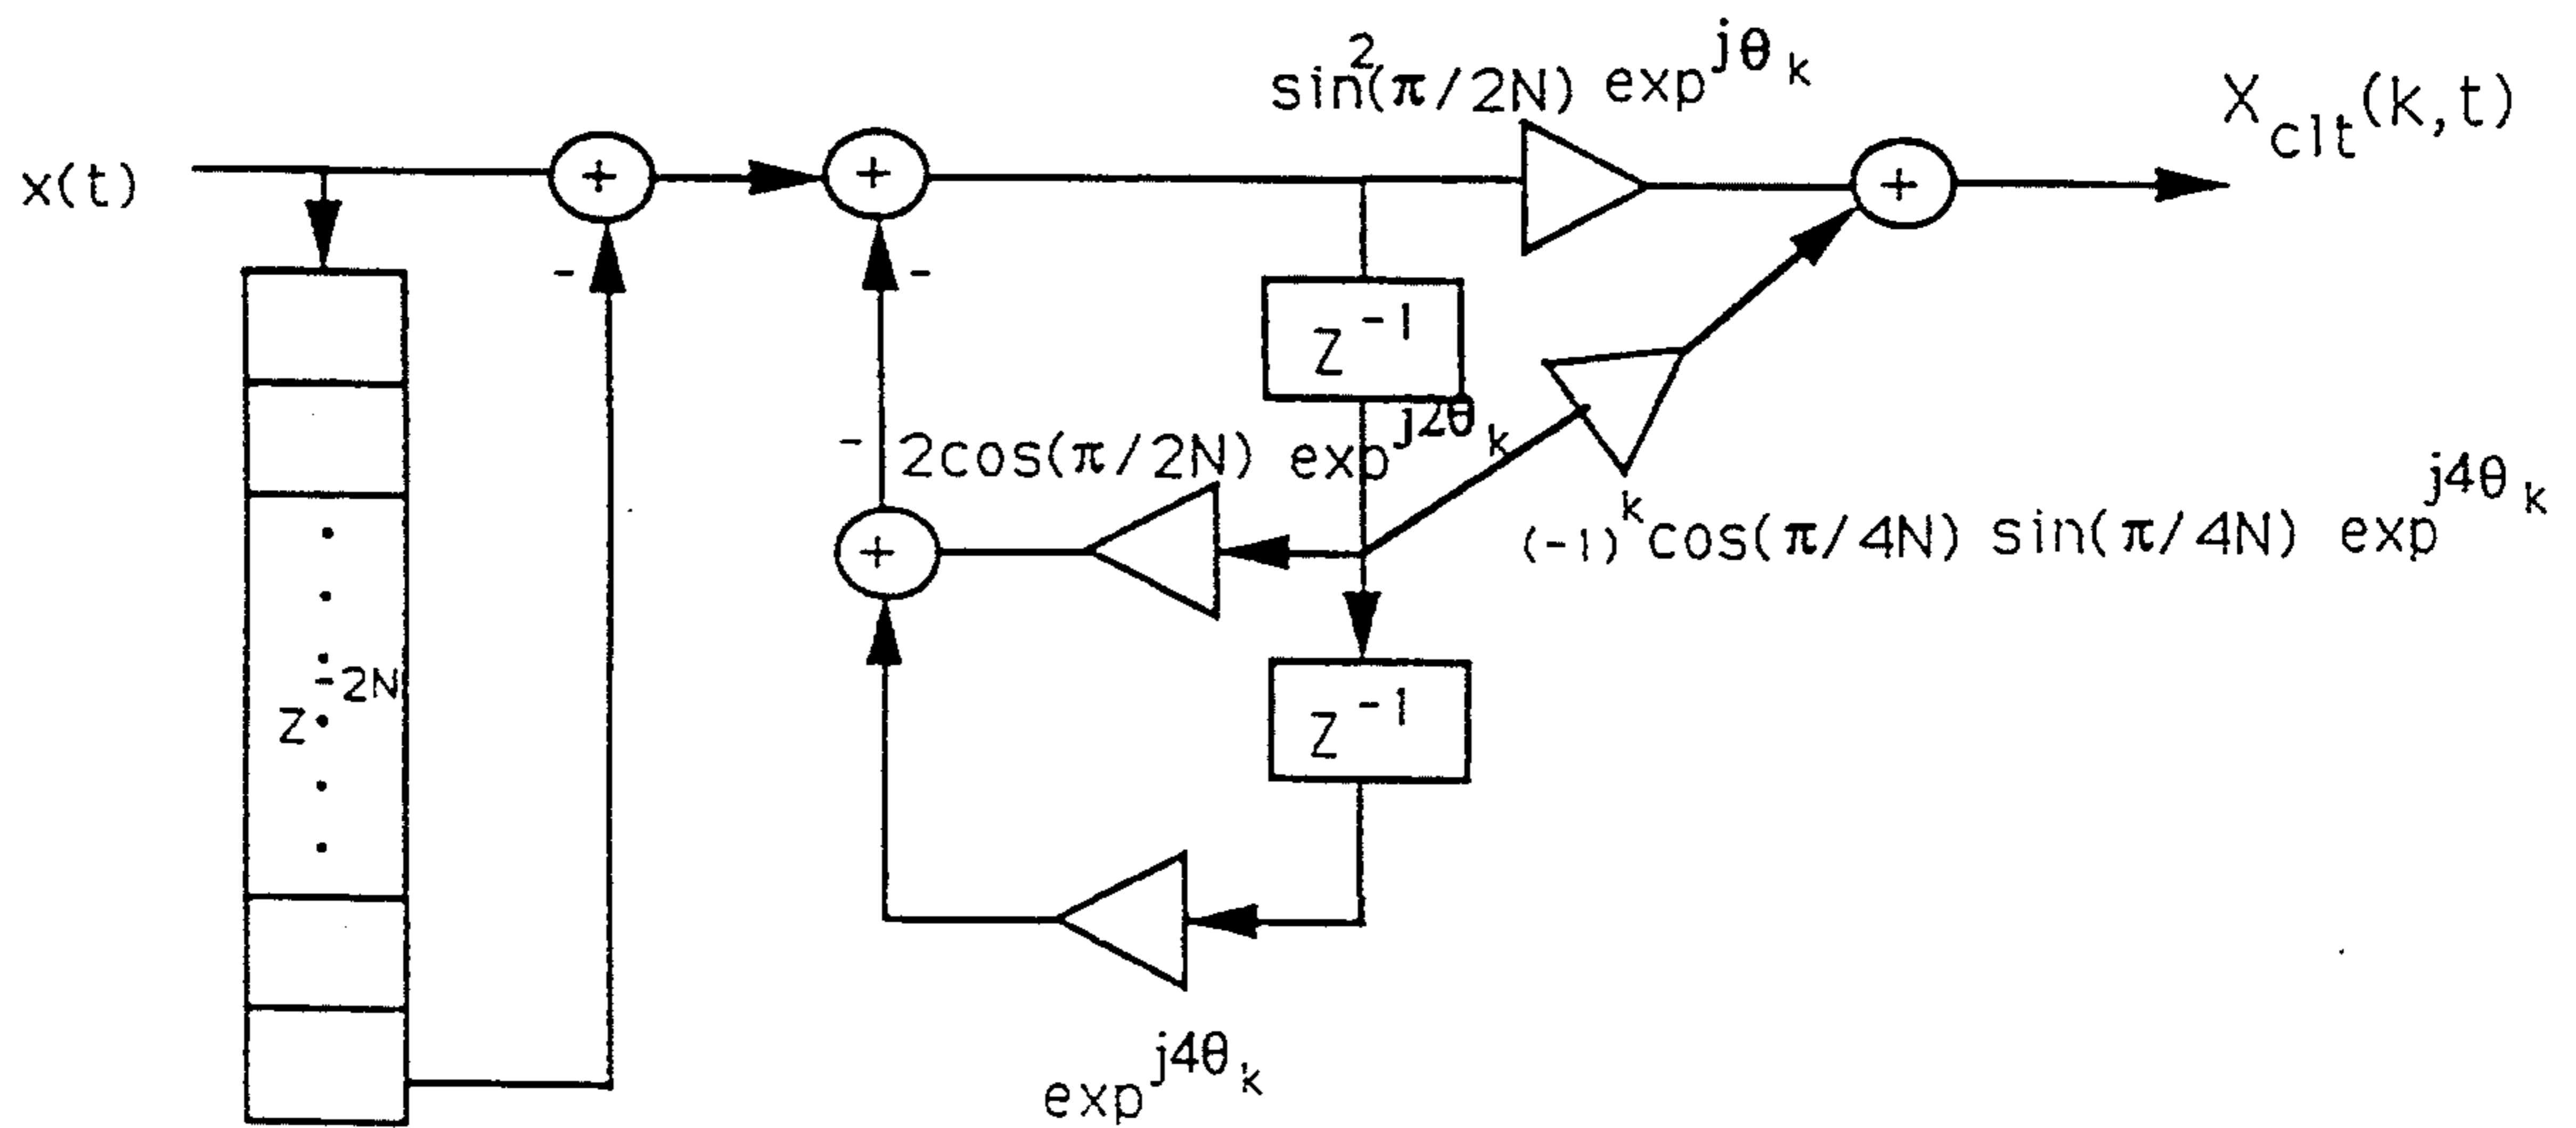 sin²(π/2N) exp^jθ_k
X_clt(k,t)
x(t)
+
+
+
-
-
Z^-1
- 2cos(π/2N) exp^j2θ_k
(-1)^k cos(π/4N) sin(π/4N) exp^j4θ_k
+
Z^-2N
Z^-1
exp^j4θ_k